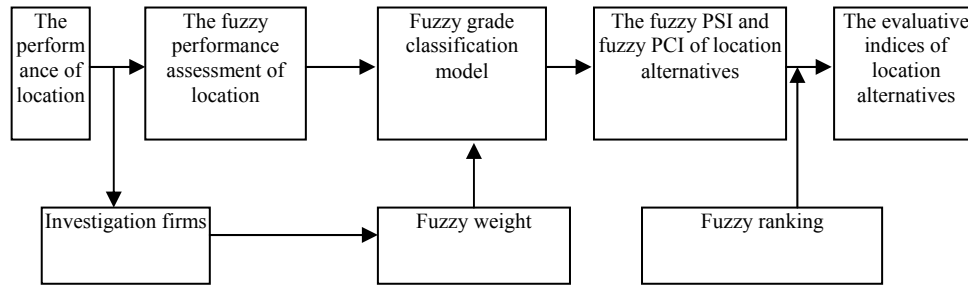 The
perform
ance of
location
The fuzzy
performance
assessment of
location
Fuzzy grade
classification
model
The fuzzy PSI and
fuzzy PCI of location
alternatives
The evaluative
indices of
location
alternatives
Investigation firms
Fuzzy weight
Fuzzy ranking